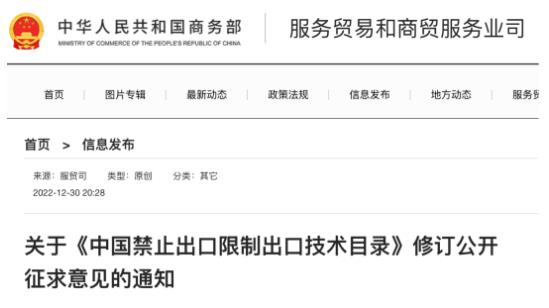 中华人民共和国商务部
MINISTRY OF COMMERCE OF THE PEOPLE'S REPUBLIC OF CHINA
服务贸易和商贸服务业司
首页 图片专辑 最新动态 政策法规 信息发布 地方动态 服务贸
首页 > 信息发布
来源：服贸司 类型：原创 分类：其它
2022-12-30 20:28
关于《中国禁止出口限制出口技术目录》修订公开
征求意见的通知